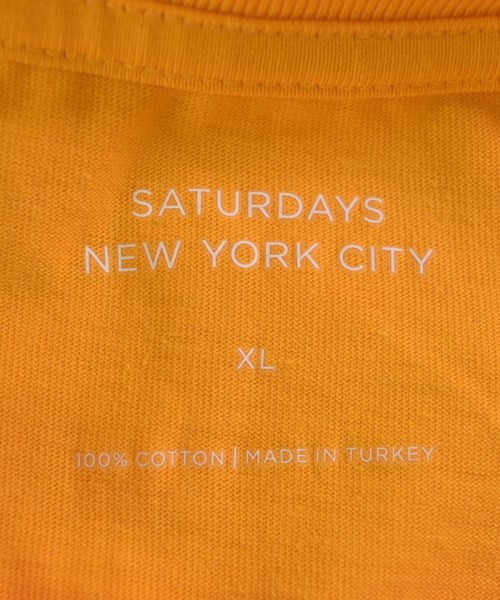 SATURDAYS
NEW YORK CITY
XL
100% COTTON | MADE IN TURKEY